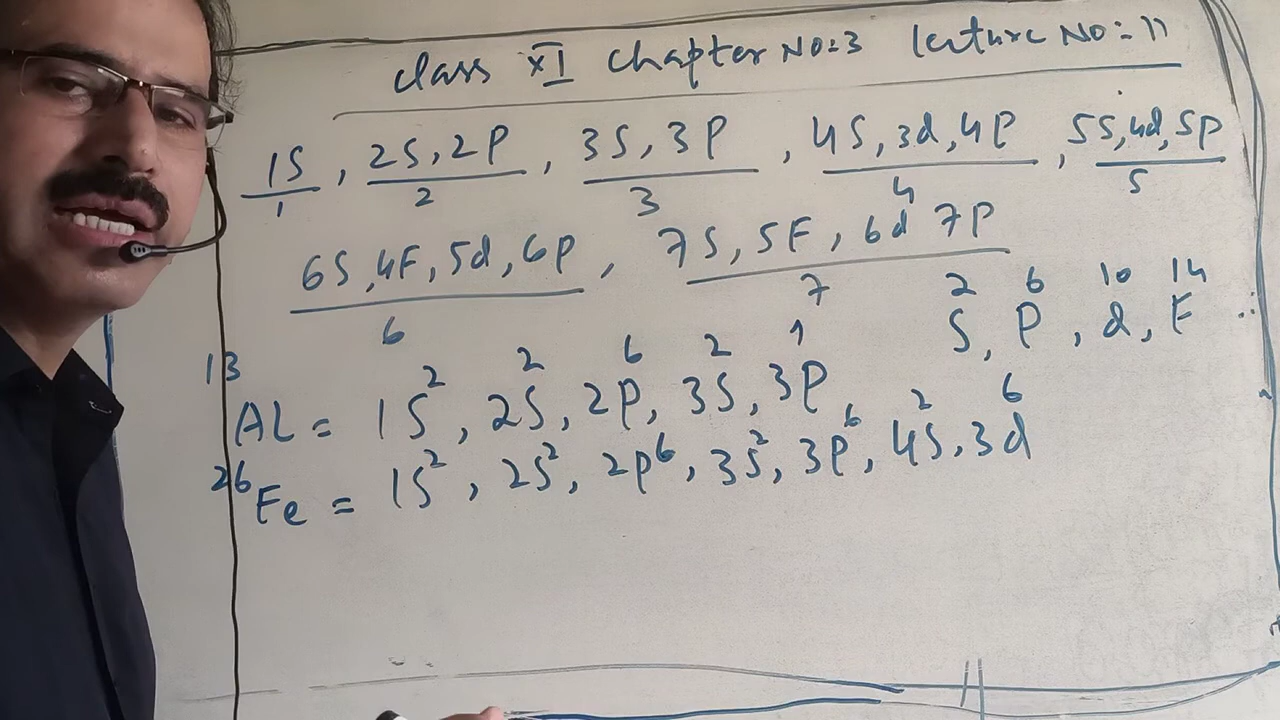 class XI chapter No:3 lecture No:11
1S, 2S,2P, 3S,3P, 4S,3d,4P, 5S,4d,5P
1 2 3 4 5
6S,4F,5d,6P, 7S,5F,6d 7P
6 7
2 6 10 14
S, P, d, F
13 AL = 1S², 2S², 2P⁶, 3S², 3P¹,
26 Fe = 1S², 2S², 2P⁶, 3S², 3P⁶, 4S², 3d⁶